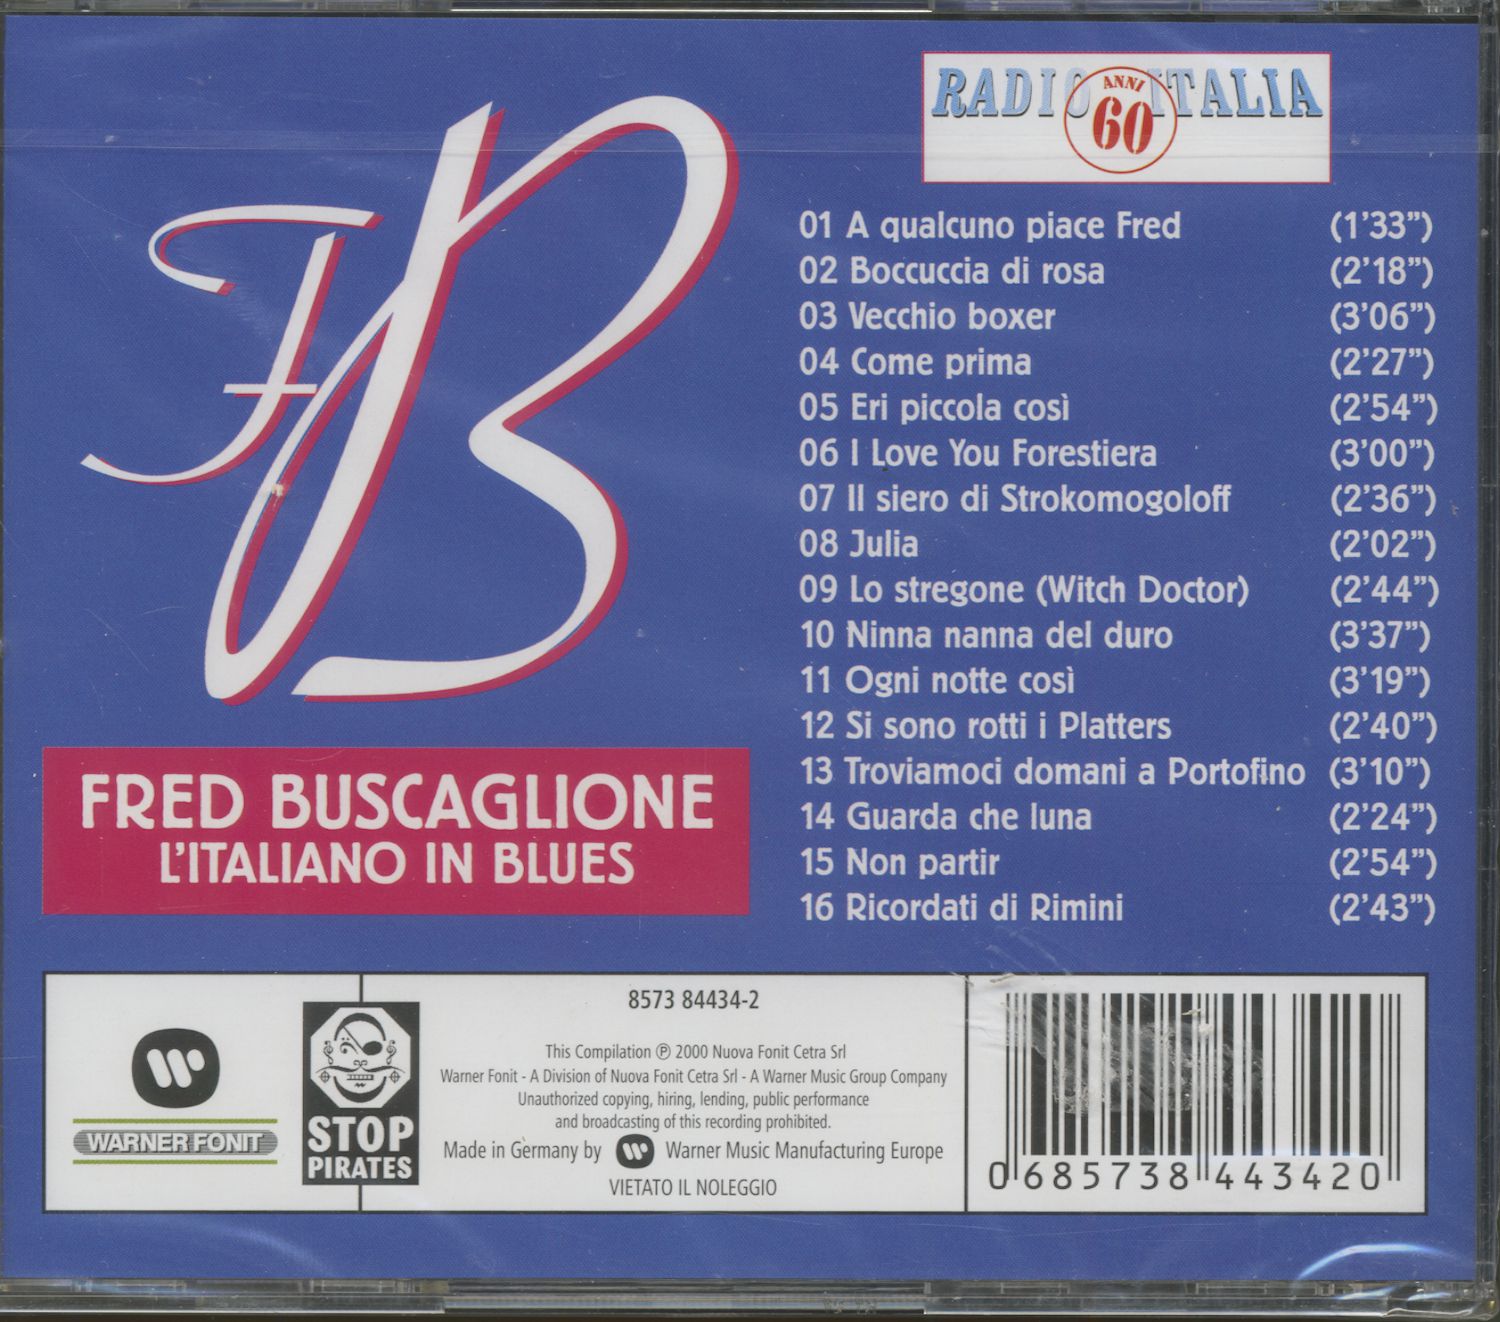 RADIO ITALIA
ANNI
60
01 A qualcuno piace Fred (1'33")
02 Boccuccia di rosa (2'18")
03 Vecchio boxer (3'06")
04 Come prima (2'27")
05 Eri piccola così (2'54")
06 I Love You Forestiera (3'00")
07 Il siero di Strokomogoloff (2'36")
08 Julia (2'02")
09 Lo stregone (Witch Doctor) (2'44")
10 Ninna nanna del duro (3'37")
11 Ogni notte così (3'19")
12 Si sono rotti i Platters (2'40")
13 Troviamoci domani a Portofino (3'10")
14 Guarda che luna (2'24")
15 Non partir (2'54")
16 Ricordati di Rimini (2'43")
FB
FRED BUSCAGLIONE
L'ITALIANO IN BLUES
WARNER FONIT
STOP
PIRATES
8573 84434-2
This Compilation ℗ 2000 Nuova Fonit Cetra Srl
Warner Fonit - A Division of Nuova Fonit Cetra Srl - A Warner Music Group Company
Unauthorized copying, hiring, lending, public performance
and broadcasting of this recording prohibited.
Made in Germany by Warner Music Manufacturing Europe
VIETATO IL NOLEGGIO
0 685738 443420